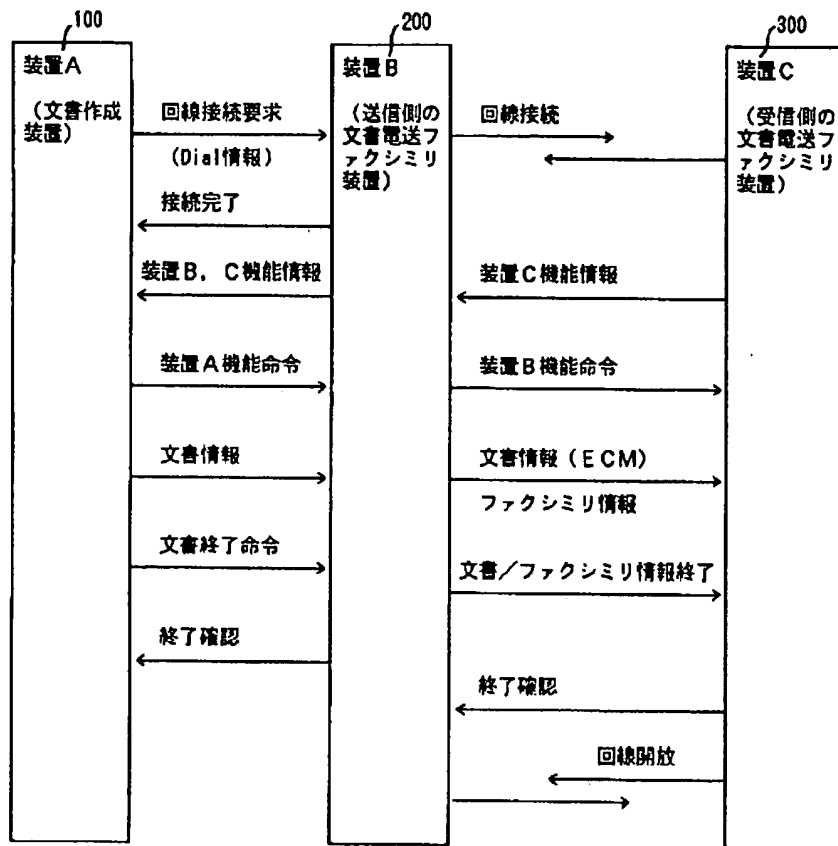 100
200
300
装置A
(文書作成
装置)
装置B
(送信側の
文書電送フ
ァクシミリ
装置)
装置C
(受信側の
文書電送フ
ァクシミリ
装置)
回線接続要求
(Dial情報)
回線接続
接続完了
装置B,C機能情報
装置C機能情報
装置A機能命令
装置B機能命令
文書情報
文書情報(ECM)
ファクシミリ情報
文書終了命令
文書/ファクシミリ情報終了
終了確認
終了確認
回線開放